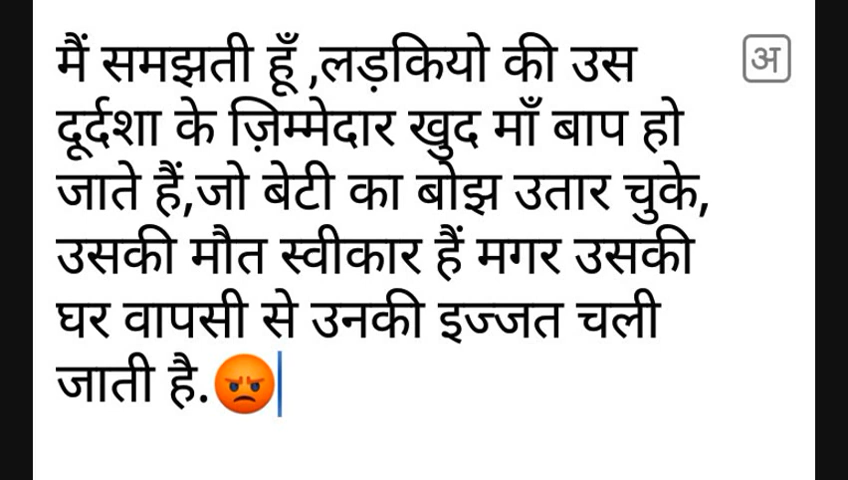 मैं समझती हूँ ,लड़कियो की उस
दूर्दशा के ज़िम्मेदार खुद माँ बाप हो
जाते हैं,जो बेटी का बोझ उतार चुके,
उसकी मौत स्वीकार हैं मगर उसकी
घर वापसी से उनकी इज्जत चली
जाती है.😡
अ